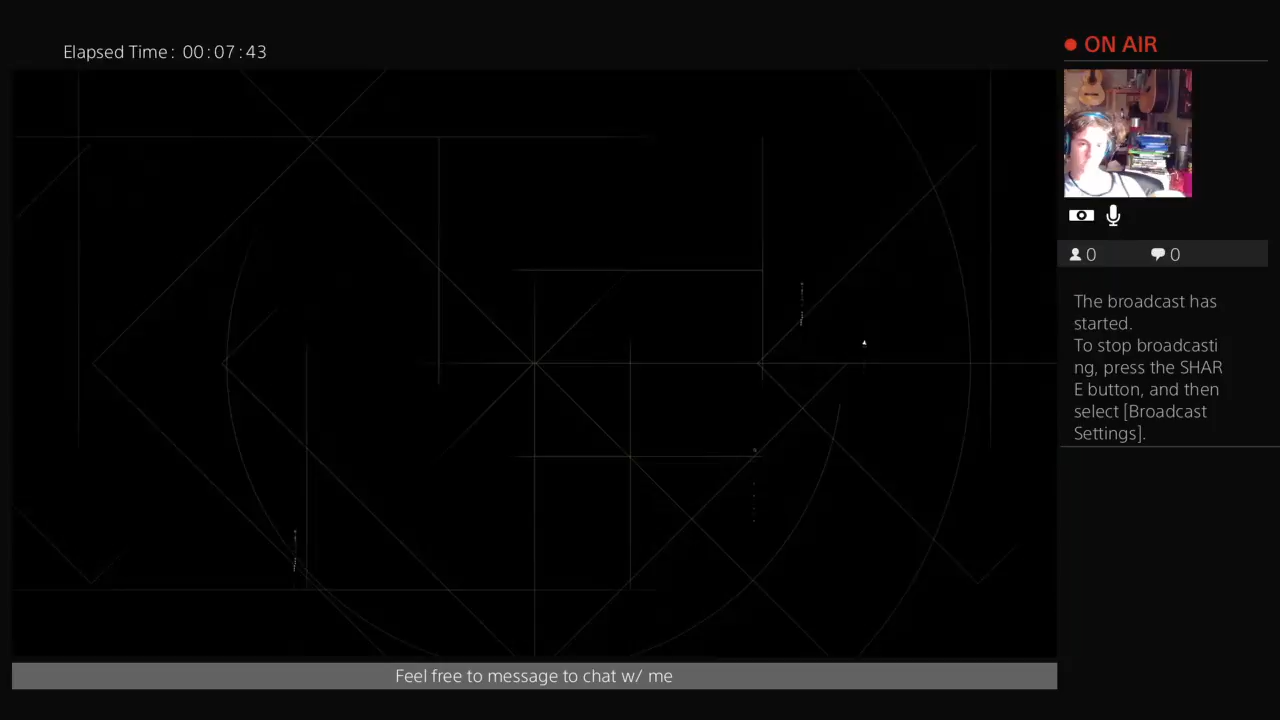 Elapsed Time: 00:07:43
ON AIR
0 0
The broadcast has
started.
To stop broadcasti
ng, press the SHAR
E button, and then
select [Broadcast
Settings].
Feel free to message to chat w/ me